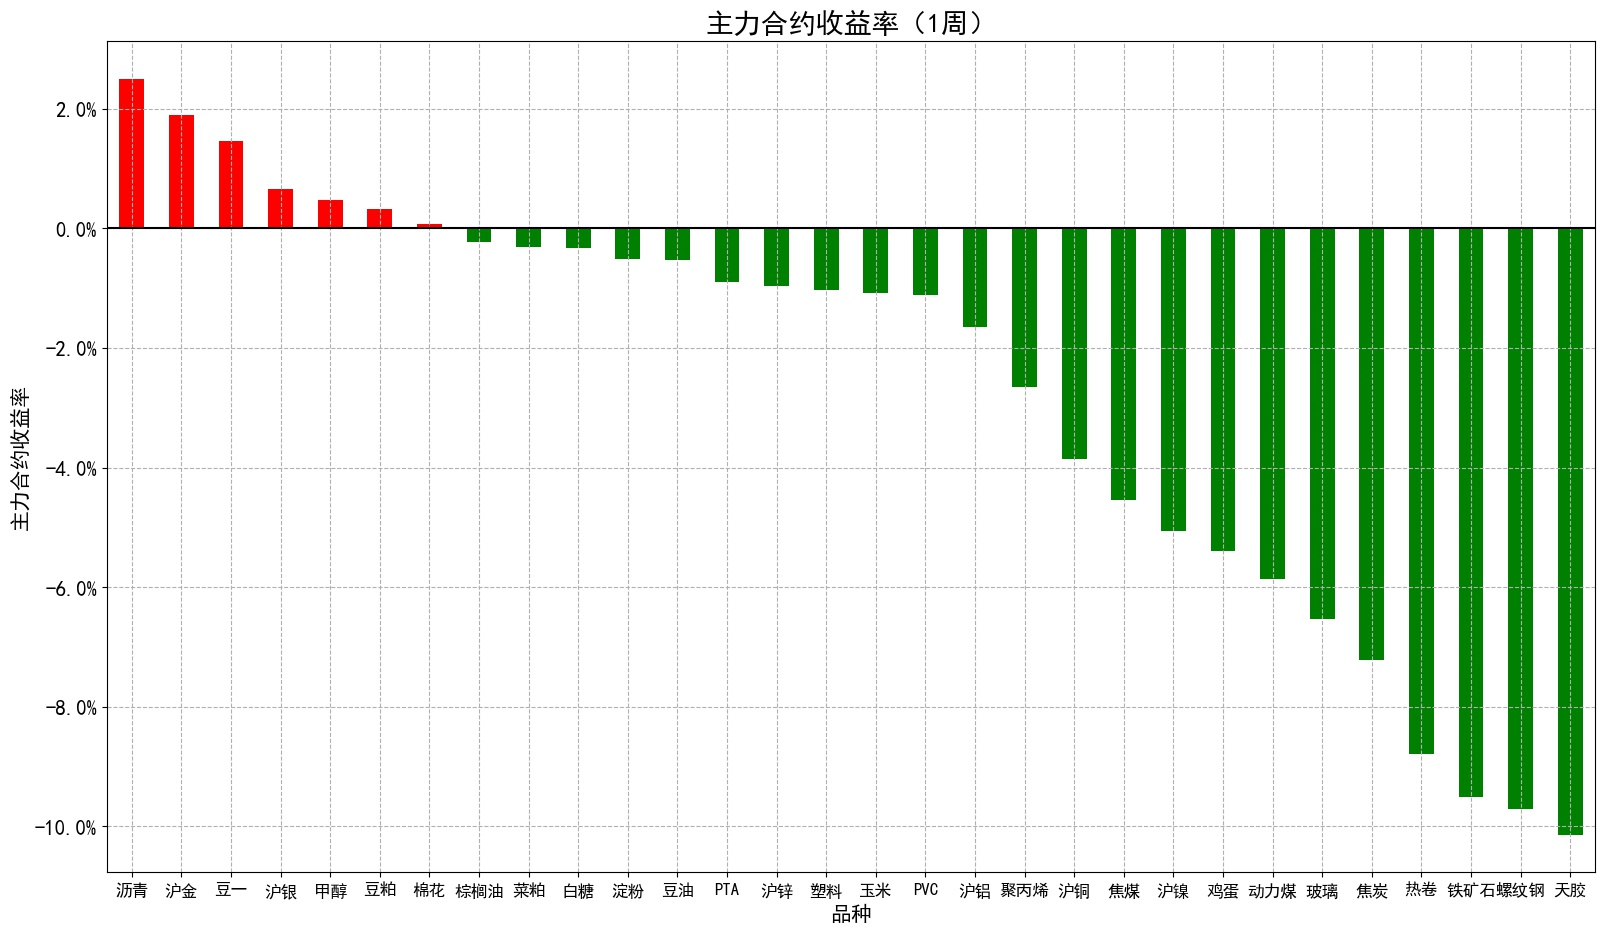 主力合约收益率（1周）
主力合约收益率
2.0%
0.0%
−2.0%
−4.0%
−6.0%
−8.0%
−10.0%
沥青 沪金 豆一 沪银 甲醇 豆粕 棉花 棕榈油 菜粕 白糖 淀粉 豆油 PTA 沪锌 塑料 玉米 PVC 沪铝 聚丙烯 沪铜 焦煤 沪镍 鸡蛋 动力煤 玻璃 焦炭 热卷 铁矿石 螺纹钢 天胶
品种